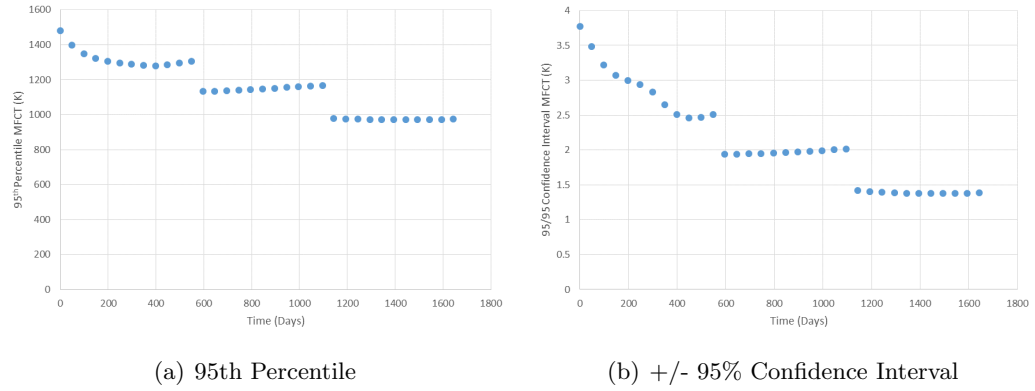 1600
1400
1200
1000
800
600
400
200
0
95th Percentile MFCT (K)
0 200 400 600 800 1000 1200 1400 1600 1800
Time (Days)
(a) 95th Percentile
4
3.5
3
2.5
2
1.5
1
0.5
0
95/95 Confidence Interval MFCT (K)
0 200 400 600 800 1000 1200 1400 1600 1800
Time (Days)
(b) +/- 95% Confidence Interval